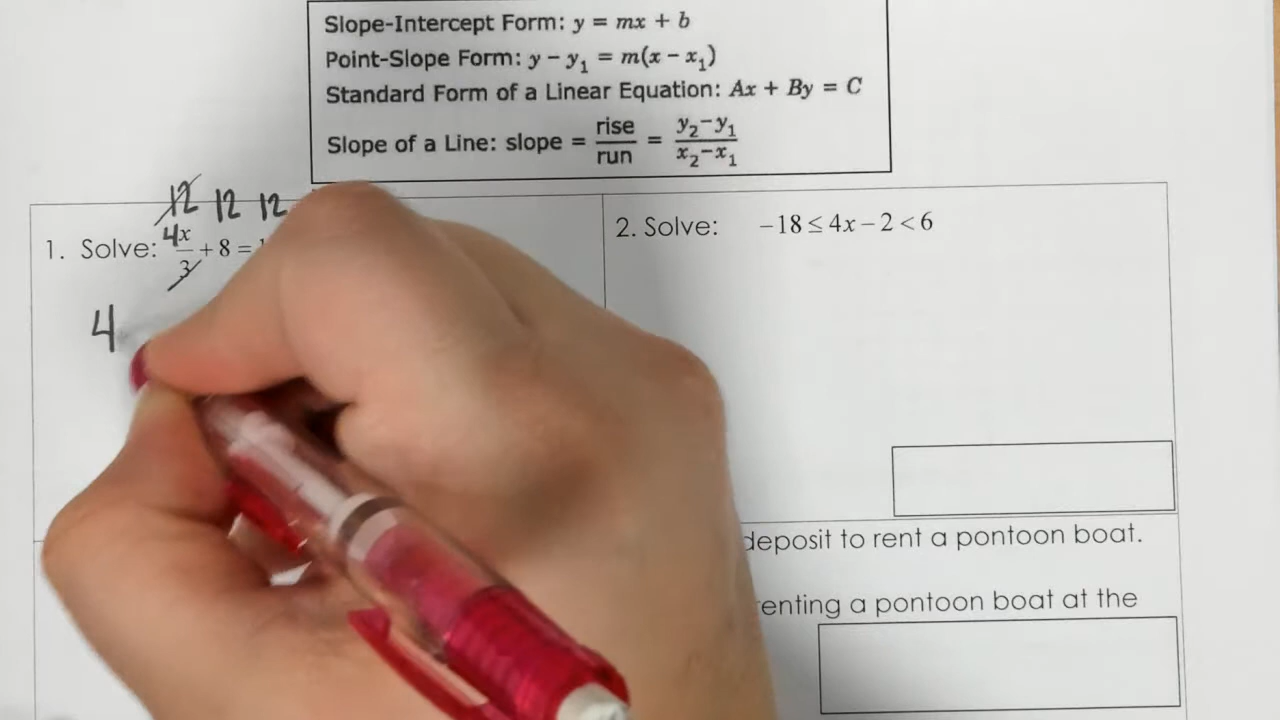 Slope-Intercept Form: y = mx + b
Point-Slope Form: y − y₁ = m(x − x₁)
Standard Form of a Linear Equation: Ax + By = C
Slope of a Line: slope = rise/run = y₂−y₁/x₂−x₁
12 12 12
1. Solve: 4x/3 + 8 =
4
2. Solve: −18 ≤ 4x − 2 < 6
deposit to rent a pontoon boat.
renting a pontoon boat at the